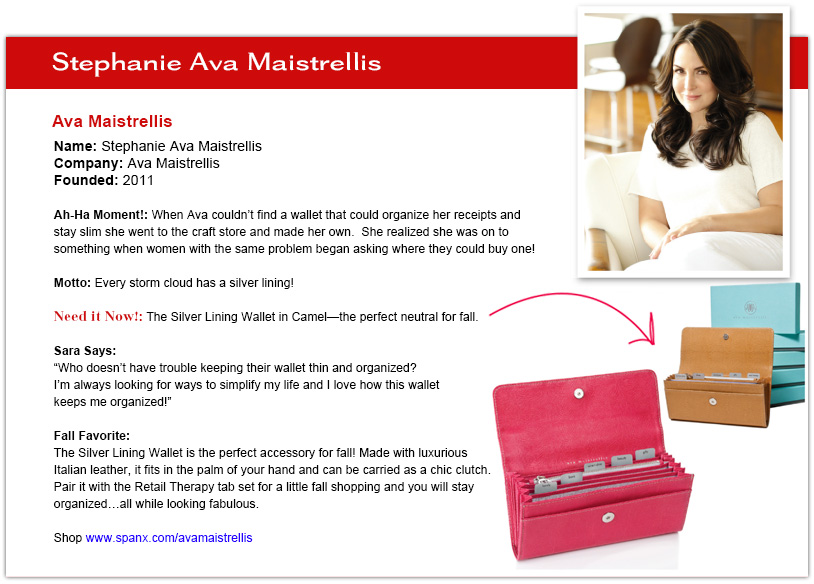 Stephanie Ava Maistrellis
Ava Maistrellis
Name: Stephanie Ava Maistrellis
Company: Ava Maistrellis
Founded: 2011
Ah-Ha Moment!: When Ava couldn’t find a wallet that could organize her receipts and
stay slim she went to the craft store and made her own.  She realized she was on to
something when women with the same problem began asking where they could buy one!
Motto: Every storm cloud has a silver lining!
Need it Now!: The Silver Lining Wallet in Camel—the perfect neutral for fall.
Sara Says:
“Who doesn’t have trouble keeping their wallet thin and organized?
I’m always looking for ways to simplify my life and I love how this wallet
keeps me organized!”
Fall Favorite:
The Silver Lining Wallet is the perfect accessory for fall! Made with luxurious
Italian leather, it fits in the palm of your hand and can be carried as a chic clutch.
Pair it with the Retail Therapy tab set for a little fall shopping and you will stay
organized…all while looking fabulous.
Shop www.spanx.com/avamaistrellis